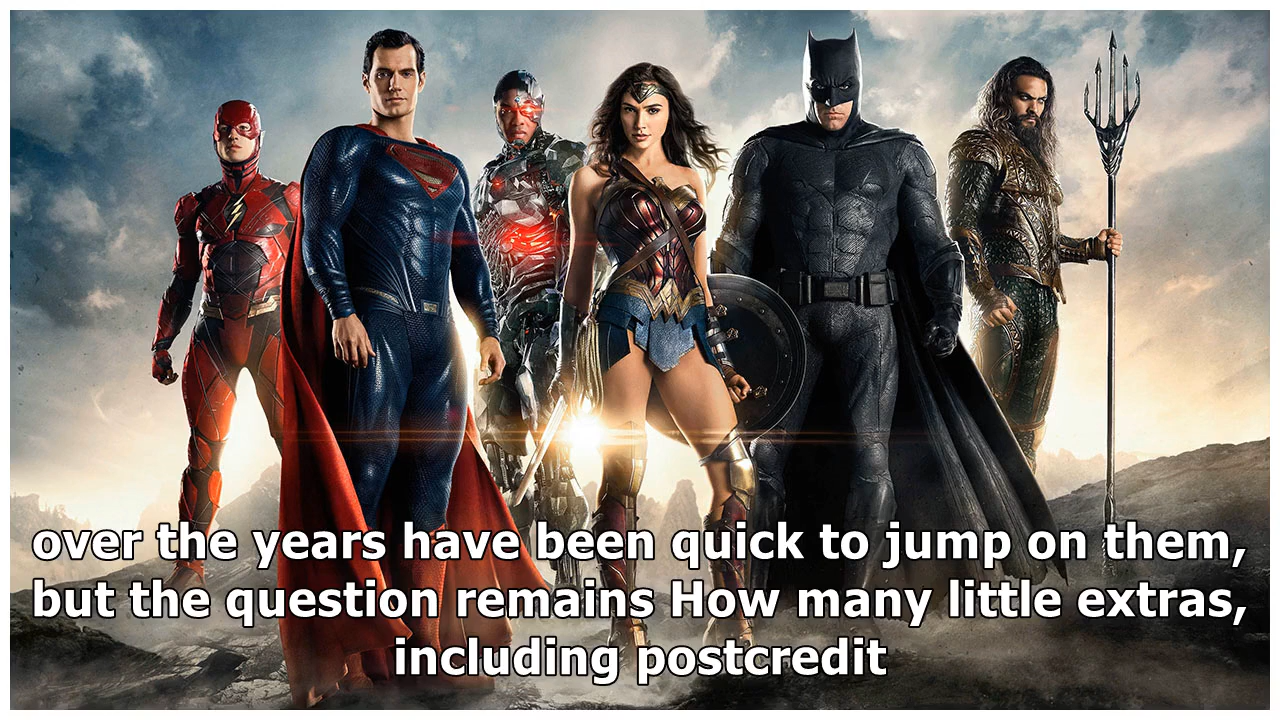 over the years have been quick to jump on them,
but the question remains How many little extras,
including postcredit